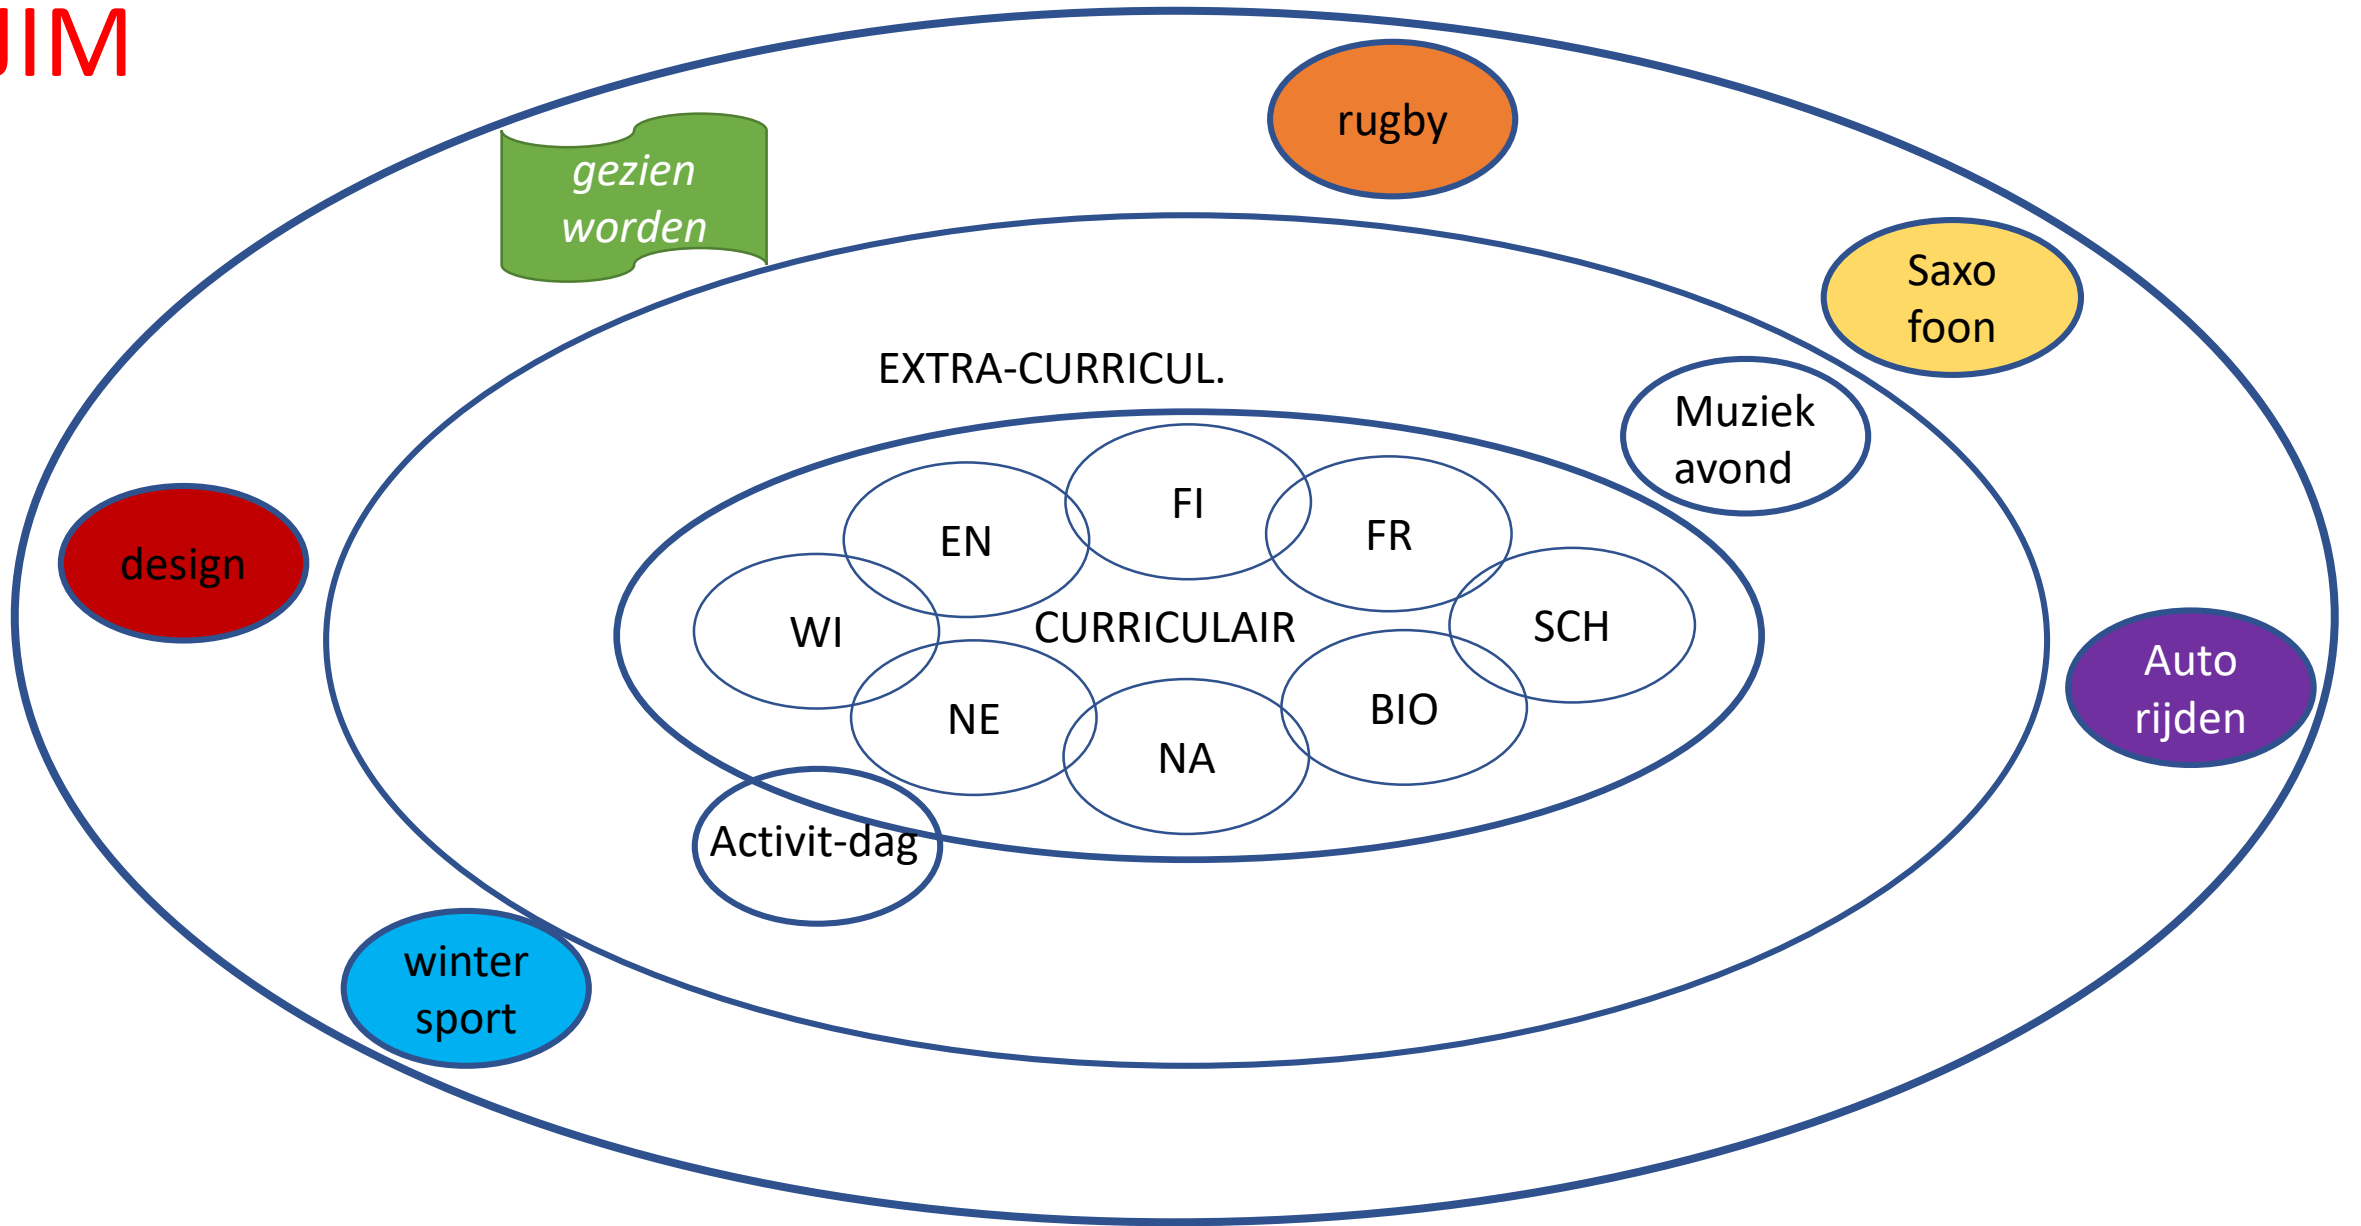 JIM
rugby
gezien
worden
Saxo
foon
EXTRA-CURRICUL.
Muziek
avond
FI
EN
FR
design
WI
CURRICULAIR
SCH
Auto
rijden
NE
BIO
NA
Activit-dag
winter
sport